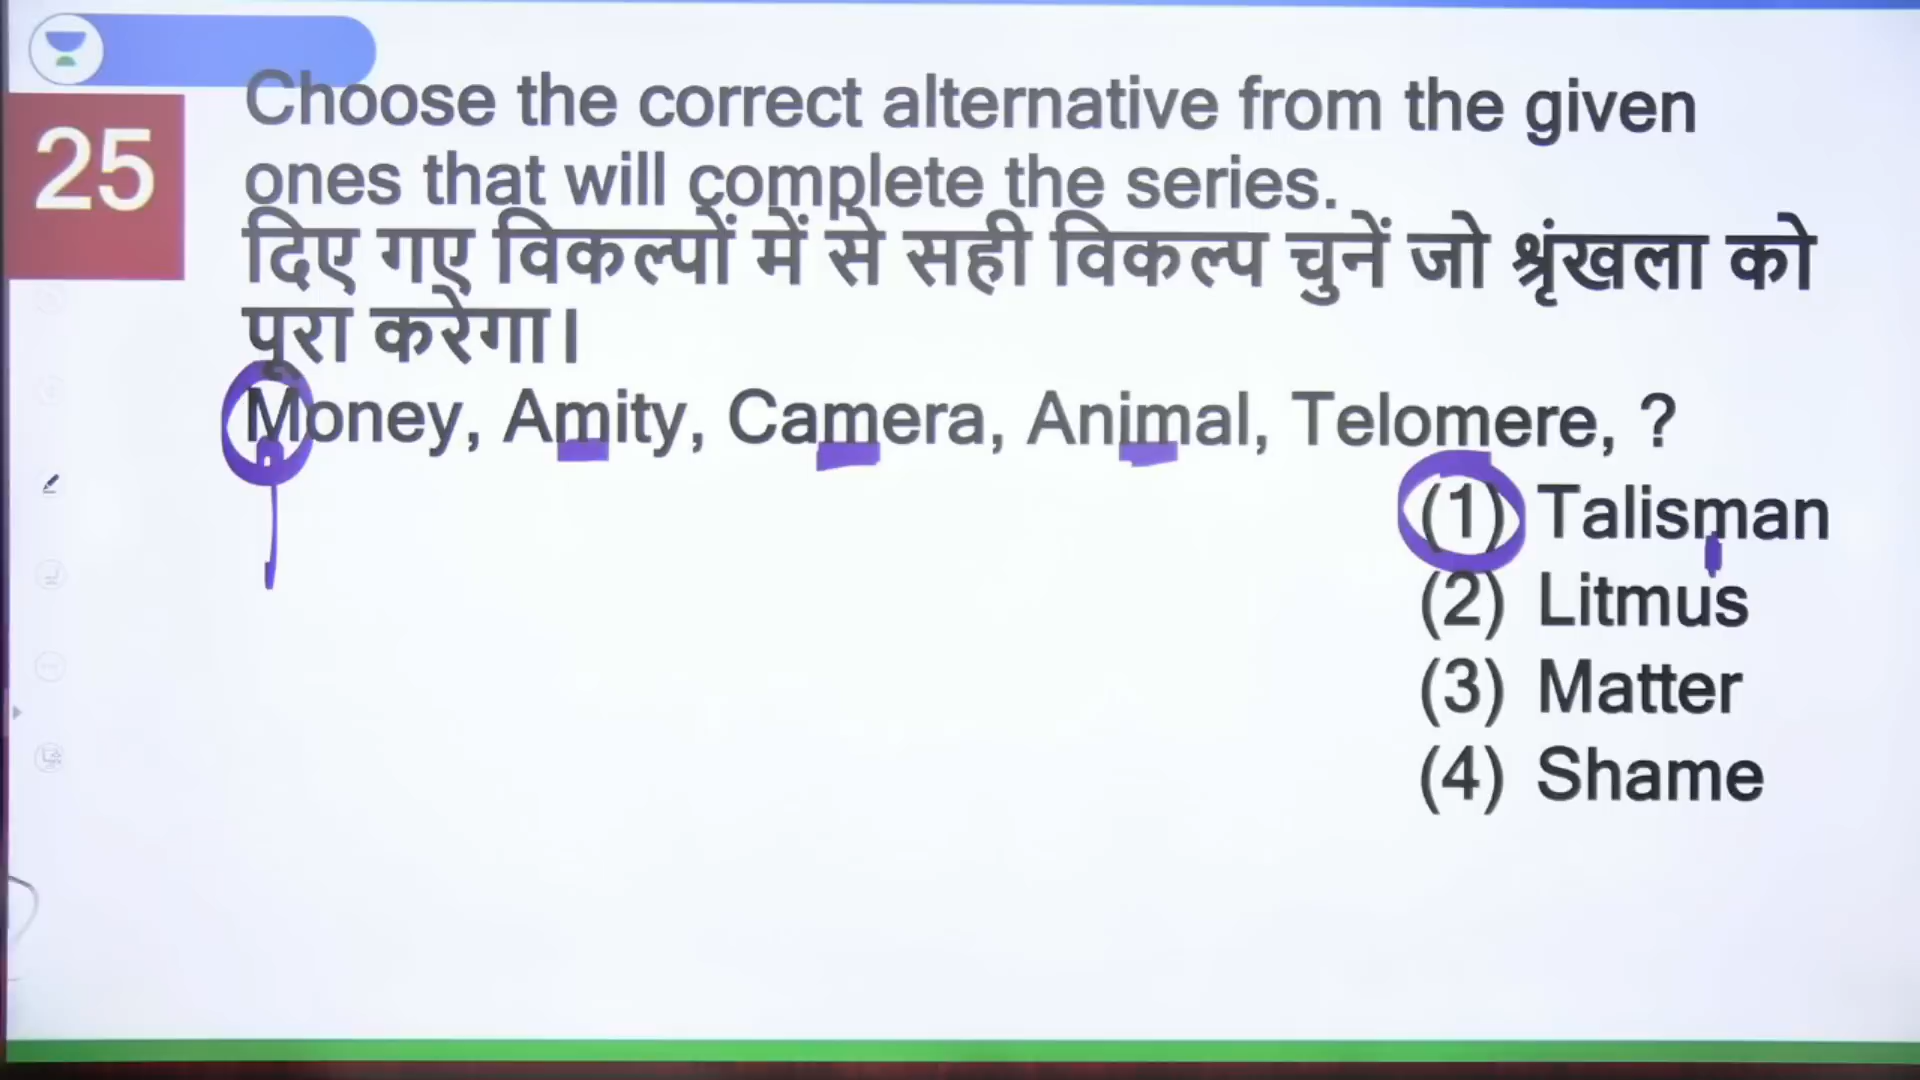 25
Choose the correct alternative from the given
ones that will complete the series.
दिए गए विकल्पों में से सही विकल्प चुनें जो श्रृंखला को
पूरा करेगा।
Money, Amity, Camera, Animal, Telomere, ?
(1) Talisman
(2) Litmus
(3) Matter
(4) Shame